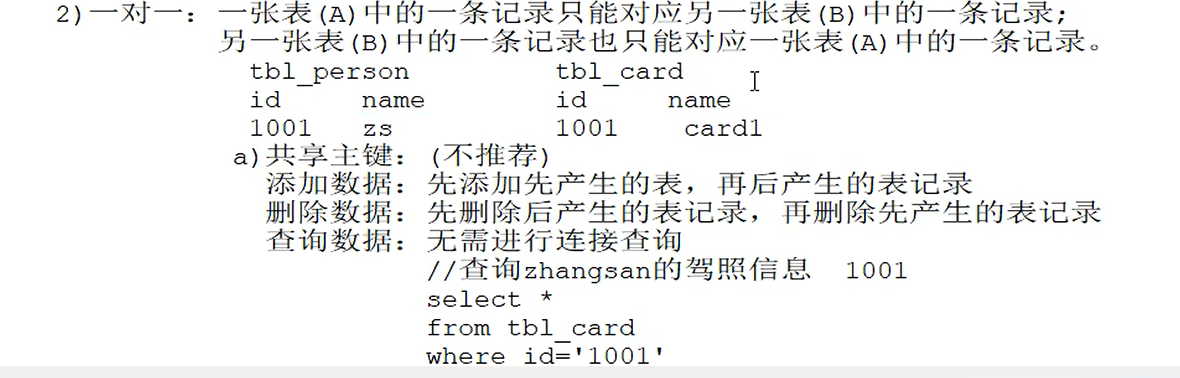 2)一对一：一张表(A)中的一条记录只能对应另一张表(B)中的一条记录;
另一张表(B)中的一条记录也只能对应一张表(A)中的一条记录。
tbl_person tbl_card
id name id name
1001 zs 1001 card1
a)共享主键：(不推荐)
添加数据：先添加先产生的表，再后产生的表记录
删除数据：先删除后产生的表记录，再删除先产生的表记录
查询数据：无需进行连接查询
//查询zhangsan的驾照信息 1001
select *
from tbl_card
where id='1001'